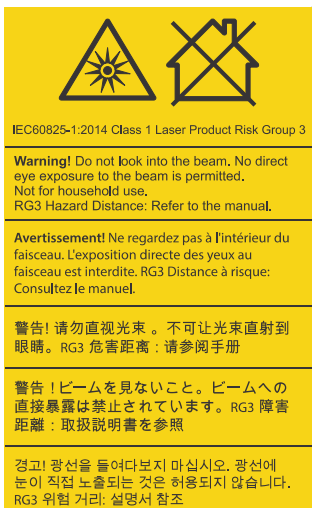 IEC60825-1:2014 Class 1 Laser Product Risk Group 3
Warning! Do not look into the beam. No direct
eye exposure to the beam is permitted.
Not for household use.
RG3 Hazard Distance: Refer to the manual.
Avertissement! Ne regardez pas à l'intérieur du
faisceau. L'exposition directe des yeux au
faisceau est interdite. RG3 Distance à risque:
Consultez le manuel.
警告! 请勿直视光束 。不可让光束直射到
眼睛。RG3 危害距离 : 请参阅手册
警告 ! ビームを見ないこと。ビームへの
直接暴露は禁止されています。RG3 障害
距離 : 取扱説明書を参照
경고! 광선을 들여다보지 마십시오. 광선에
눈이 직접 노출되는 것은 허용되지 않습니다.
RG3 위험 거리: 설명서 참조